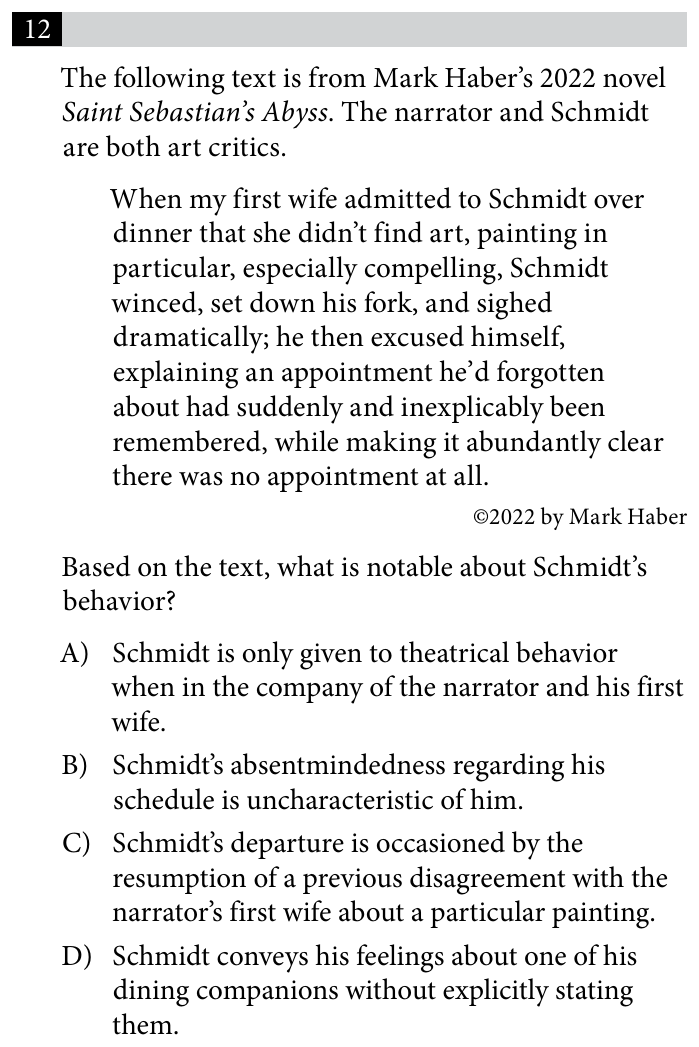 12
The following text is from Mark Haber’s 2022 novel
Saint Sebastian’s Abyss. The narrator and Schmidt
are both art critics.
When my first wife admitted to Schmidt over
dinner that she didn’t find art, painting in
particular, especially compelling, Schmidt
winced, set down his fork, and sighed
dramatically; he then excused himself,
explaining an appointment he’d forgotten
about had suddenly and inexplicably been
remembered, while making it abundantly clear
there was no appointment at all.
©2022 by Mark Haber
Based on the text, what is notable about Schmidt’s
behavior?
A) Schmidt is only given to theatrical behavior
when in the company of the narrator and his first
wife.
B) Schmidt’s absentmindedness regarding his
schedule is uncharacteristic of him.
C) Schmidt’s departure is occasioned by the
resumption of a previous disagreement with the
narrator’s first wife about a particular painting.
D) Schmidt conveys his feelings about one of his
dining companions without explicitly stating
them.